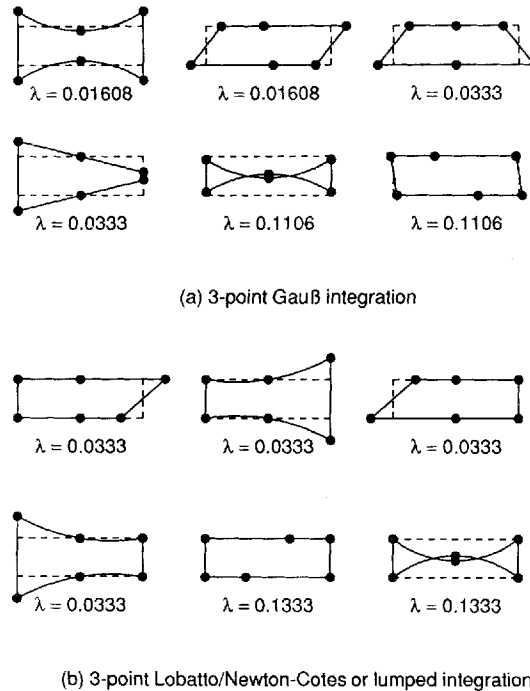 λ = 0.01608 λ = 0.01608 λ = 0.0333
λ = 0.0333 λ = 0.1106 λ = 0.1106
(a) 3-point Gauß integration
λ = 0.0333 λ = 0.0333 λ = 0.0333
λ = 0.0333 λ = 0.1333 λ = 0.1333
(b) 3-point Lobatto/Newton-Cotes or lumped integration